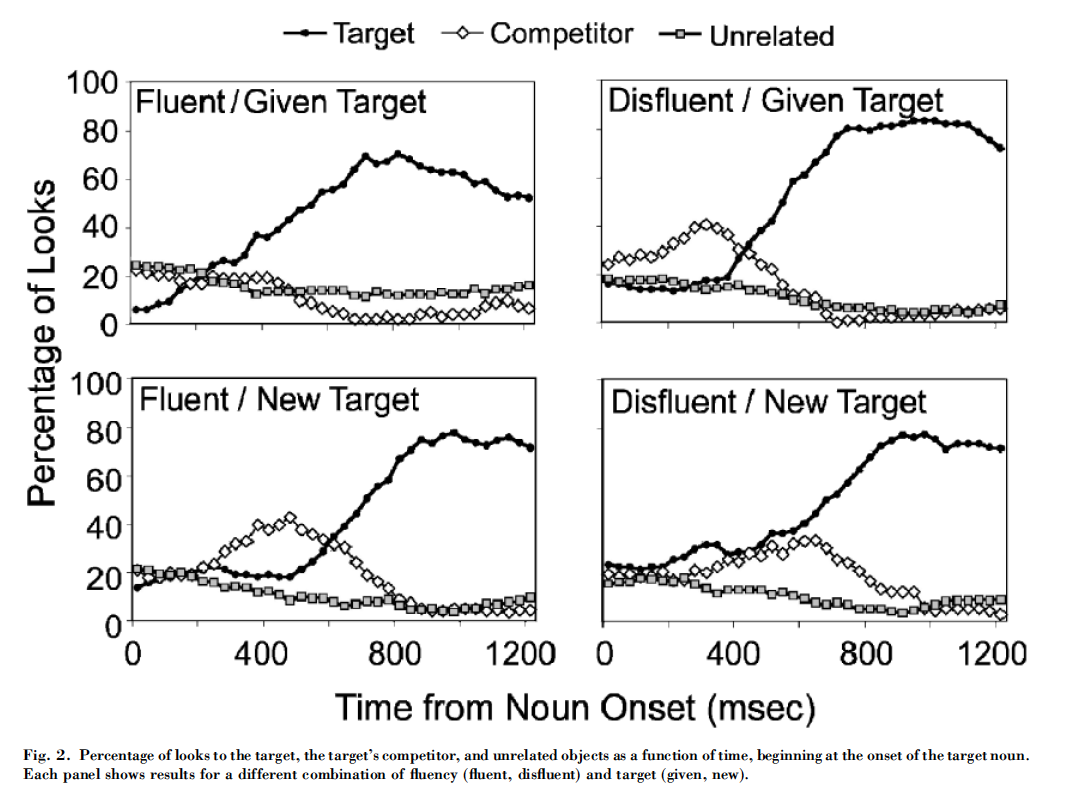 Target Competitor Unrelated
Percentage of Looks
100
80
60
40
20
0
Fluent / Given Target
Disfluent / Given Target
100
80
60
40
20
0
Fluent / New Target
Disfluent / New Target
0 400 800 1200
0 400 800 1200
Time from Noun Onset (msec)
Fig. 2. Percentage of looks to the target, the target's competitor, and unrelated objects as a function of time, beginning at the onset of the target noun.
Each panel shows results for a different combination of fluency (fluent, disfluent) and target (given, new).